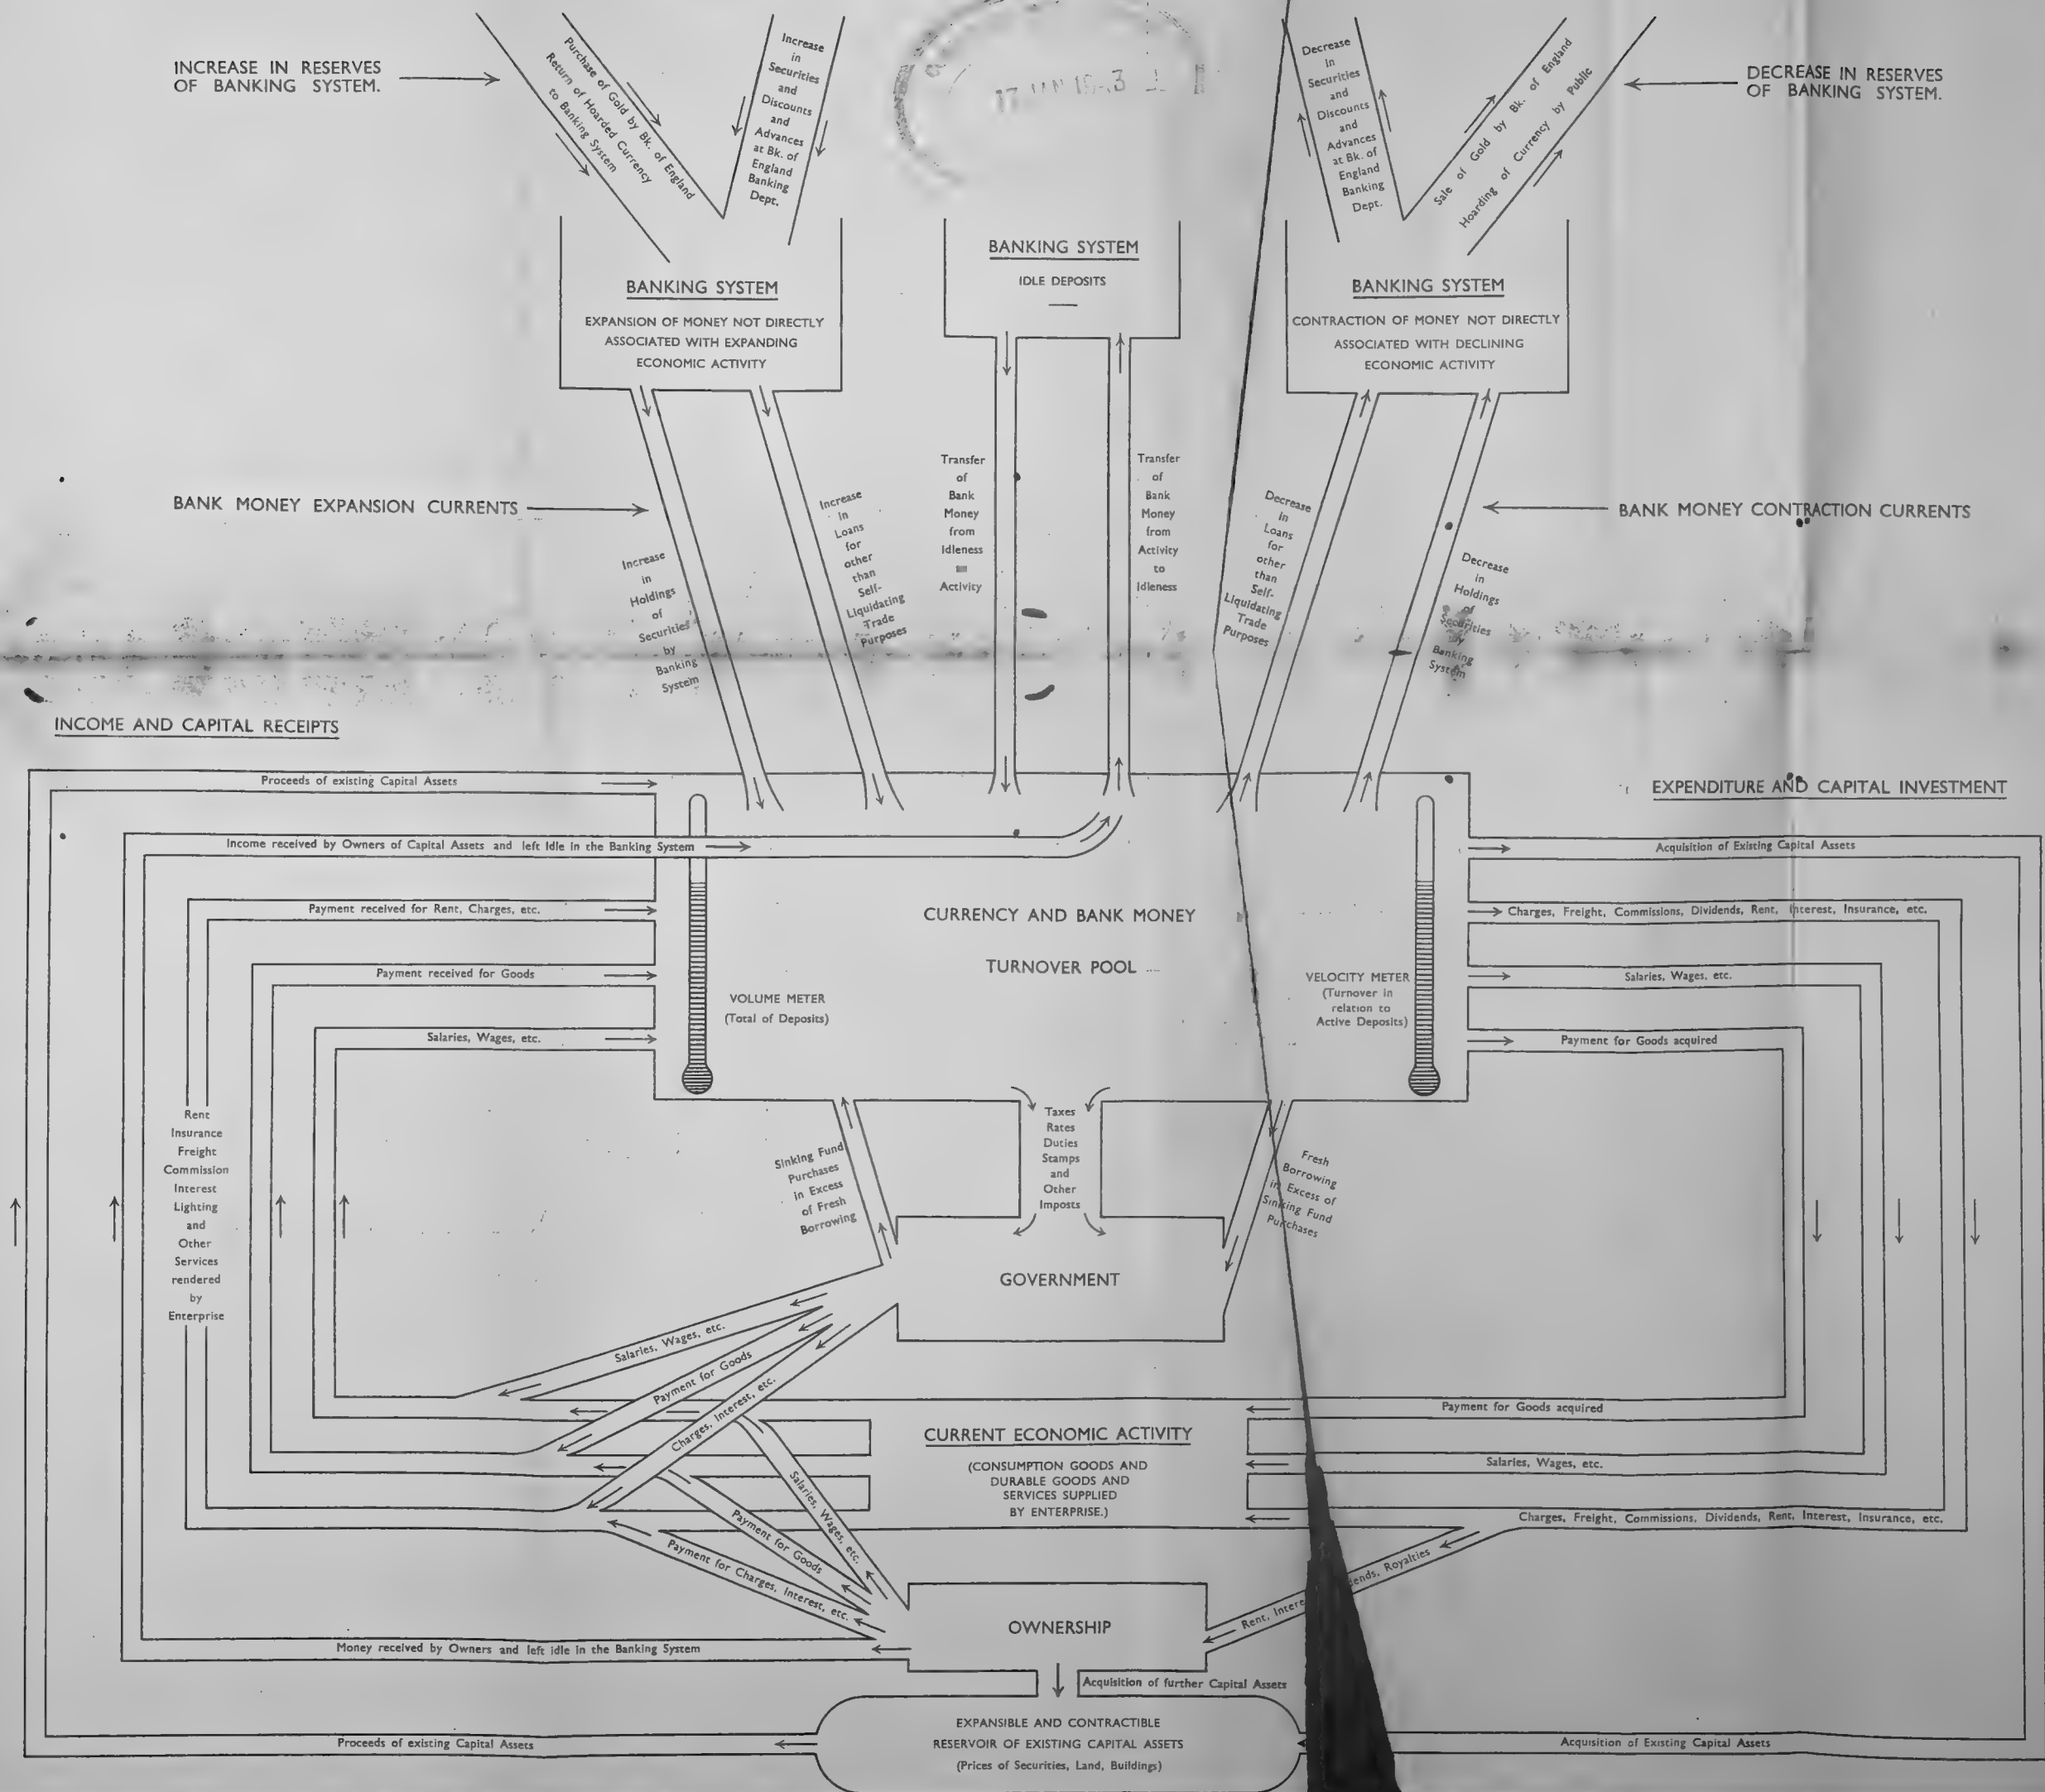 INCREASE IN RESERVES
OF BANKING SYSTEM.
Purchase of Gold by Bk. of England
Return of Hoarded Currency
to Banking System
Increase
in
Securities
and
Discounts
and
Advances
at Bk. of
England
Banking
Dept.
17 JAN
Decrease
in
Securities
and
Discounts
and
Advances
at Bk. of
England
Banking
Dept.
Sale of Gold by Bk. of England
Hoarding of Currency by Public
DECREASE IN RESERVES
OF BANKING SYSTEM.
BANKING SYSTEM
EXPANSION OF MONEY NOT DIRECTLY
ASSOCIATED WITH EXPANDING
ECONOMIC ACTIVITY
BANKING SYSTEM
IDLE DEPOSITS
BANKING SYSTEM
CONTRACTION OF MONEY NOT DIRECTLY
ASSOCIATED WITH DECLINING
ECONOMIC ACTIVITY
BANK MONEY EXPANSION CURRENTS
Increase
in
Holdings
of
Securities
by
Banking
System
Increase
in
Loans
for
other
than
Self-
Liquidating
Trade
Purposes
Transfer
of
Bank
Money
from
Idleness
Activity
Transfer
of
Bank
Money
from
Activity
to
Idleness
Decrease
in
Loans
for
other
than
Self-
Liquidating
Trade
Purposes
Decrease
in
Holdings
of
Securities
by
Banking
System
BANK MONEY CONTRACTION CURRENTS
INCOME AND CAPITAL RECEIPTS
EXPENDITURE AND CAPITAL INVESTMENT
Proceeds of existing Capital Assets
Income received by Owners of Capital Assets and left Idle in the Banking System
Payment received for Rent, Charges, etc.
Payment received for Goods
Salaries, Wages, etc.
VOLUME METER
(Total of Deposits)
CURRENCY AND BANK MONEY
TURNOVER POOL
VELOCITY METER
(Turnover in
relation to
Active Deposits)
Acquisition of Existing Capital Assets
Charges, Freight, Commissions, Dividends, Rent, Interest, Insurance, etc.
Salaries, Wages, etc.
Payment for Goods acquired
Rent
Insurance
Freight
Commission
Interest
Lighting
and
Other
Services
rendered
by
Enterprise
Sinking Fund
Purchases
in Excess
of Fresh
Borrowing
Taxes
Rates
Duties
Stamps
and
Other
Imposts
Fresh
Borrowing
in Excess of
Sinking Fund
Purchases
GOVERNMENT
Salaries, Wages, etc.
Payment for Goods
Charges, Interest, etc.
CURRENT ECONOMIC ACTIVITY
(CONSUMPTION GOODS AND
DURABLE GOODS AND
SERVICES SUPPLIED
BY ENTERPRISE.)
Payment for Goods acquired
Salaries, Wages, etc.
Charges, Freight, Commissions, Dividends, Rent, Interest, Insurance, etc.
Salaries, Wages, etc.
Payment for Goods
Payment for Charges, Interest, etc.
Rent, Royalties
OWNERSHIP
Money received by Owners and left idle in the Banking System
Acquisition of further Capital Assets
EXPANSIBLE AND CONTRACTIBLE
RESERVOIR OF EXISTING CAPITAL ASSETS
(Prices of Securities, Land, Buildings)
Proceeds of existing Capital Assets
Acquisition of Existing Capital Assets